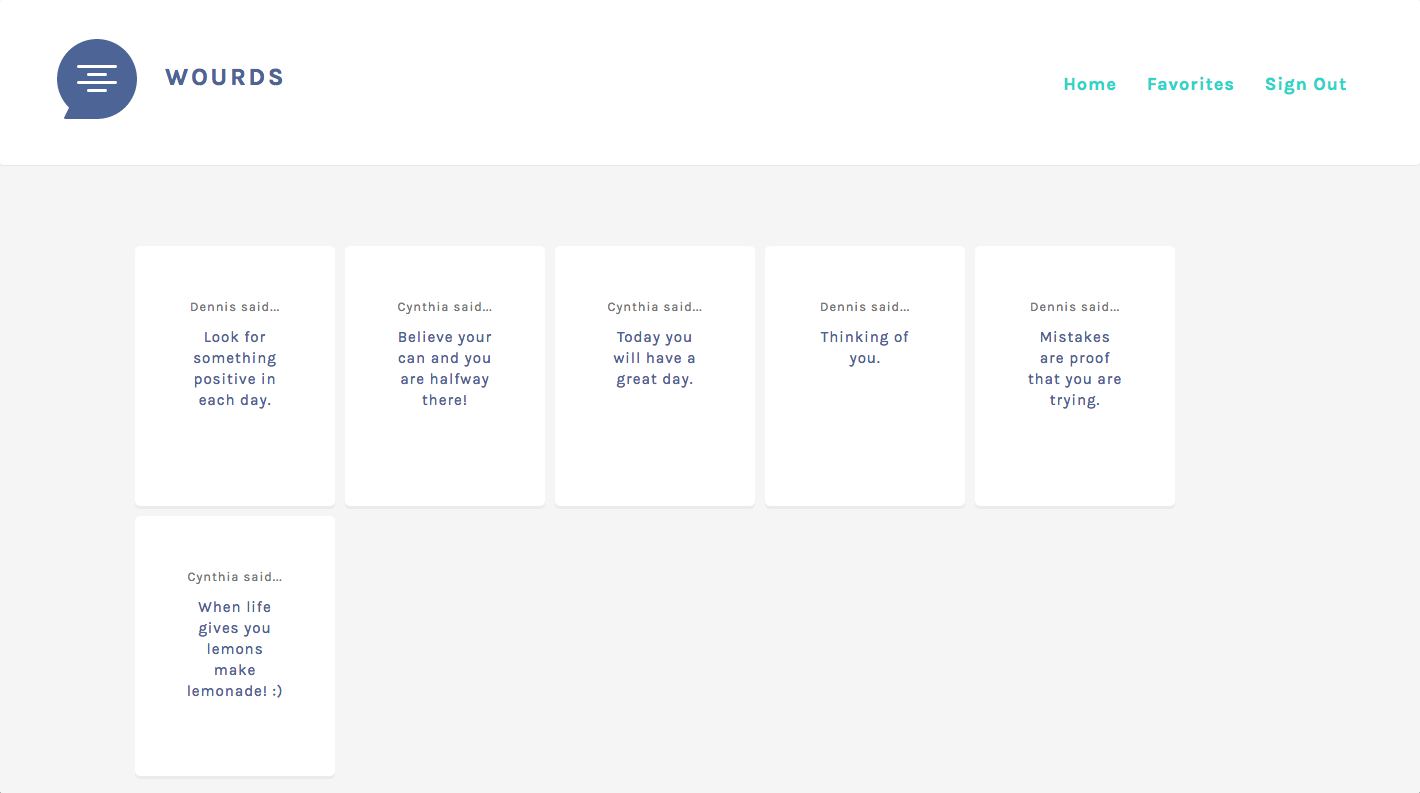 WOURDS
Home Favorites Sign Out
Dennis said...
Look for
something
positive in
each day.
Cynthia said...
Believe your
can and you
are halfway
there!
Cynthia said...
Today you
will have a
great day.
Dennis said...
Thinking of
you.
Dennis said...
Mistakes
are proof
that you are
trying.
Cynthia said...
When life
gives you
lemons
make
lemonade! :)